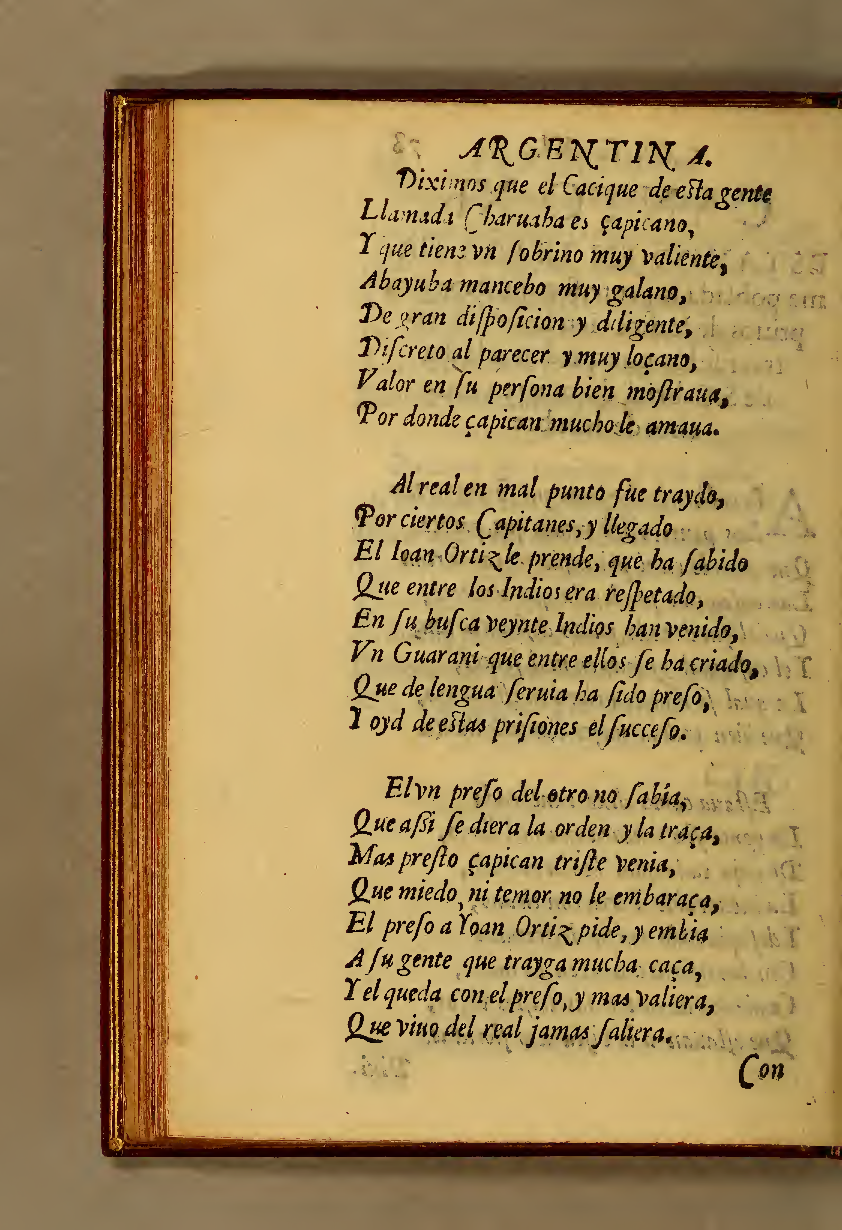 ARGENTINA.
Diximos que el Cacique de esta gente
Llamada Charuaha es çapicano,
Y que tiene vn ſobrino muy valiente,
Abayuba mancebo muy galano,
De gran diſpoſicion y diligente,
Diſcreto al parecer y muy loçano,
Valor en ſu perſona bien moſtraua,
Por donde çapican mucho le amaua.

Al real en mal punto fue traydo,
Por ciertos Capitanes, y llegado
El Ioan Ortiz le prende, que ha ſabido
Que entre los Indios era reſpetado,
En ſu buſca veynte Indios han venido,
Vn Guarani que entre ellos ſe ha criado,
Que de lengua ſeruia ha ſido preſo,
Y oyd de estas priſiones el ſucceſo.

El vn preſo del otro no ſabia,
Que aſſi ſe diera la orden y la traça,
Mas preſto çapican triſte venia,
Que miedo, ni temor no le embaraça,
El preſo a Yoan Ortiz pide, y embia
A ſu gente que trayga mucha caça,
Y el queda con el preſo, y mas valiera,
Que viuo del real jamas ſaliera.
Con